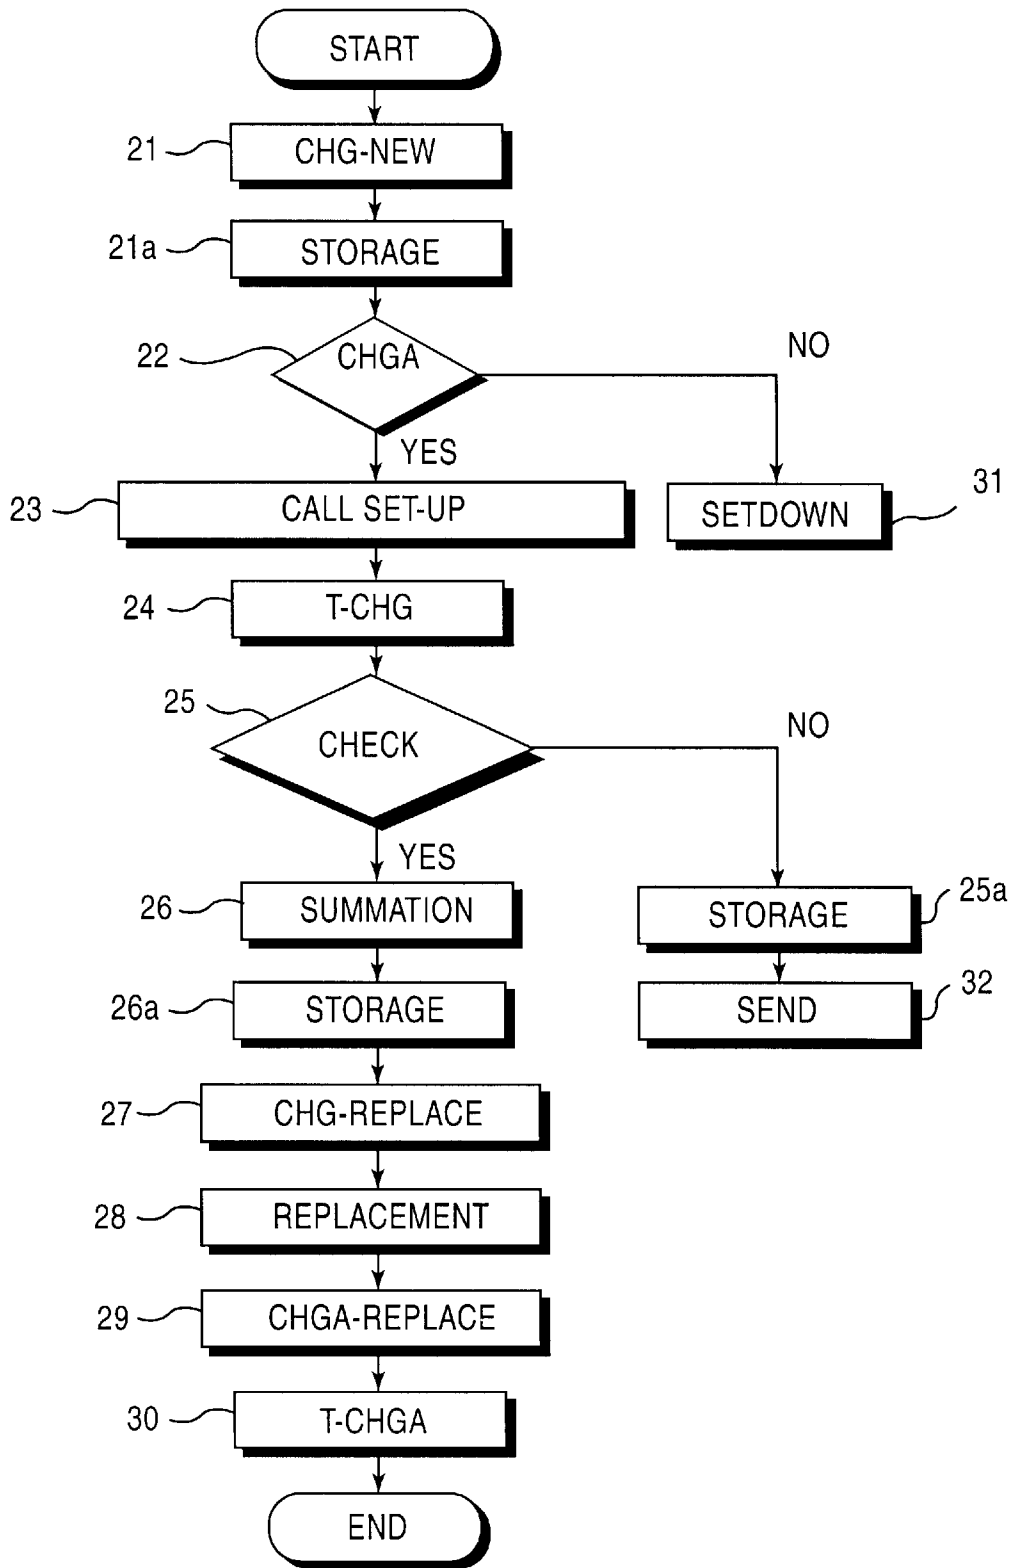 START
21 CHG-NEW
21a STORAGE
22 CHGA NO
YES
23 CALL SET-UP SETDOWN 31
24 T-CHG
25 CHECK NO
YES
26 SUMMATION STORAGE 25a
26a STORAGE SEND 32
27 CHG-REPLACE
28 REPLACEMENT
29 CHGA-REPLACE
30 T-CHGA
END